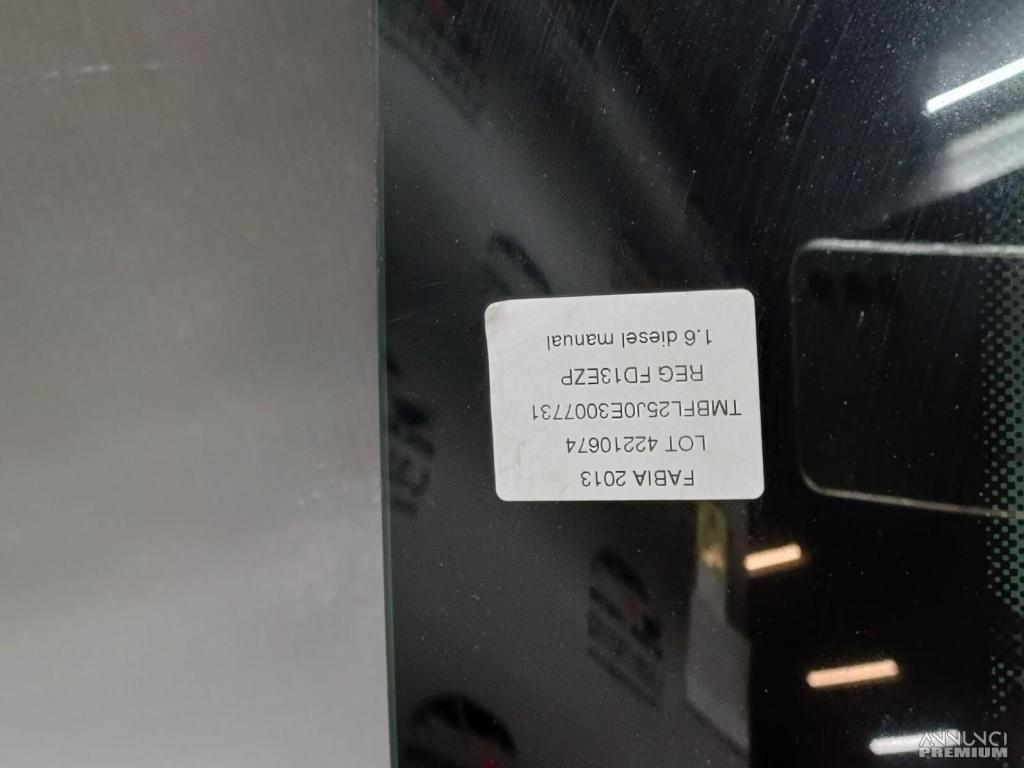 FABIA 2013
LOT 42210674
TMBFL25J0E3007731
REG FD13EZP
1.6 diesel manual
ANNUNCI
PREMIUM